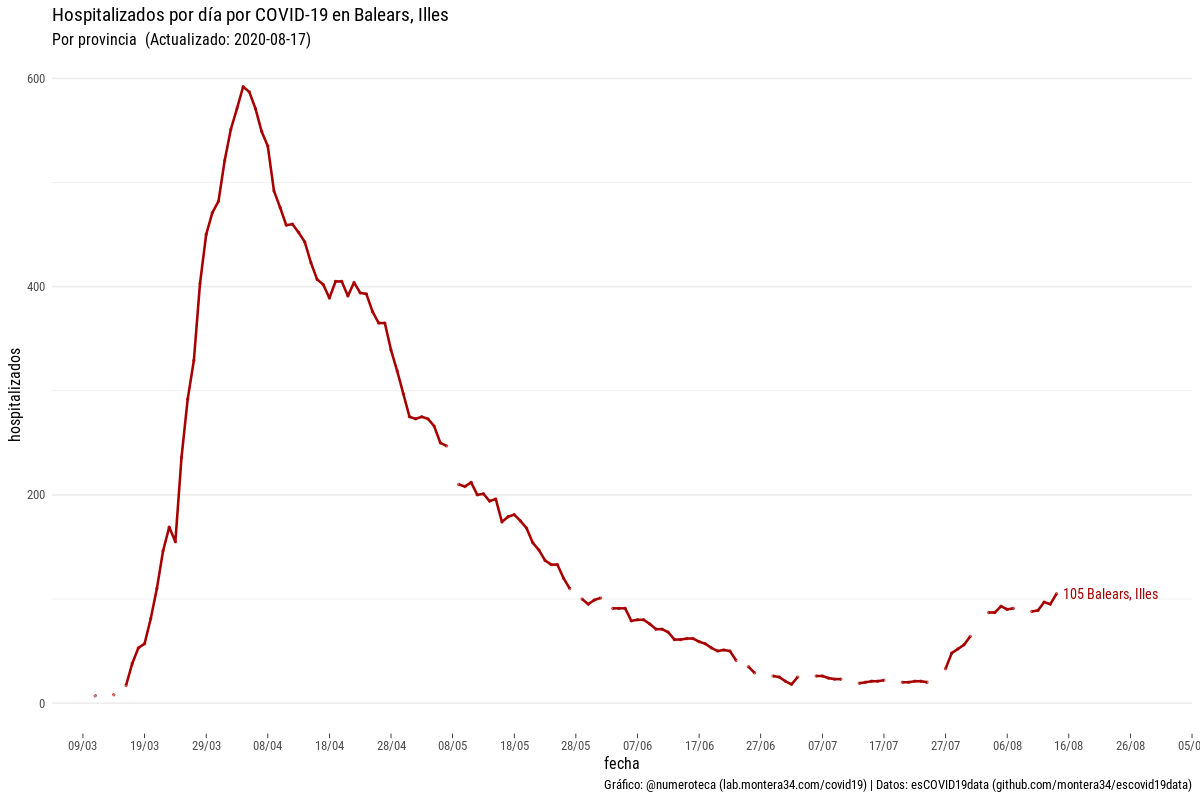 Hospitalizados por día por COVID-19 en Balears, Illes
Por provincia (Actualizado: 2020-08-17)
600
400
200
0
hospitalizados
105 Balears, Illes
09/03 19/03 29/03 08/04 18/04 28/04 08/05 18/05 28/05 07/06 17/06 27/06 07/07 17/07 27/07 06/08 16/08 26/08 05/0
fecha
Gráfico: @numeroteca (lab.montera34.com/covid19) | Datos: esCOVID19data (github.com/montera34/escovid19data)